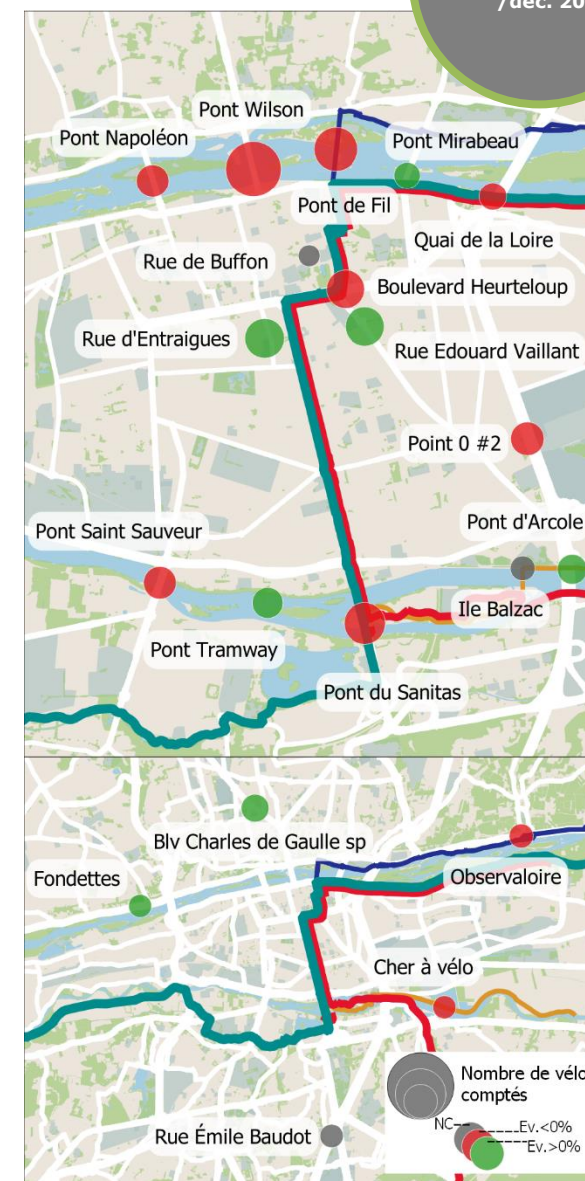 /déc. 20
Pont Wilson
Pont Napoléon
Pont Mirabeau
Pont de Fil
Quai de la Loire
Rue de Buffon
Boulevard Heurteloup
Rue d'Entraigues
Rue Edouard Vaillant
Point 0 #2
Pont d'Arcole
Pont Saint Sauveur
Ile Balzac
Pont Tramway
Pont du Sanitas
Blv Charles de Gaulle sp
Fondettes
Observaloire
Cher à vélo
Nombre de vélo
comptés
NC
Ev.<0%
Ev.>0%
Rue Émile Baudot